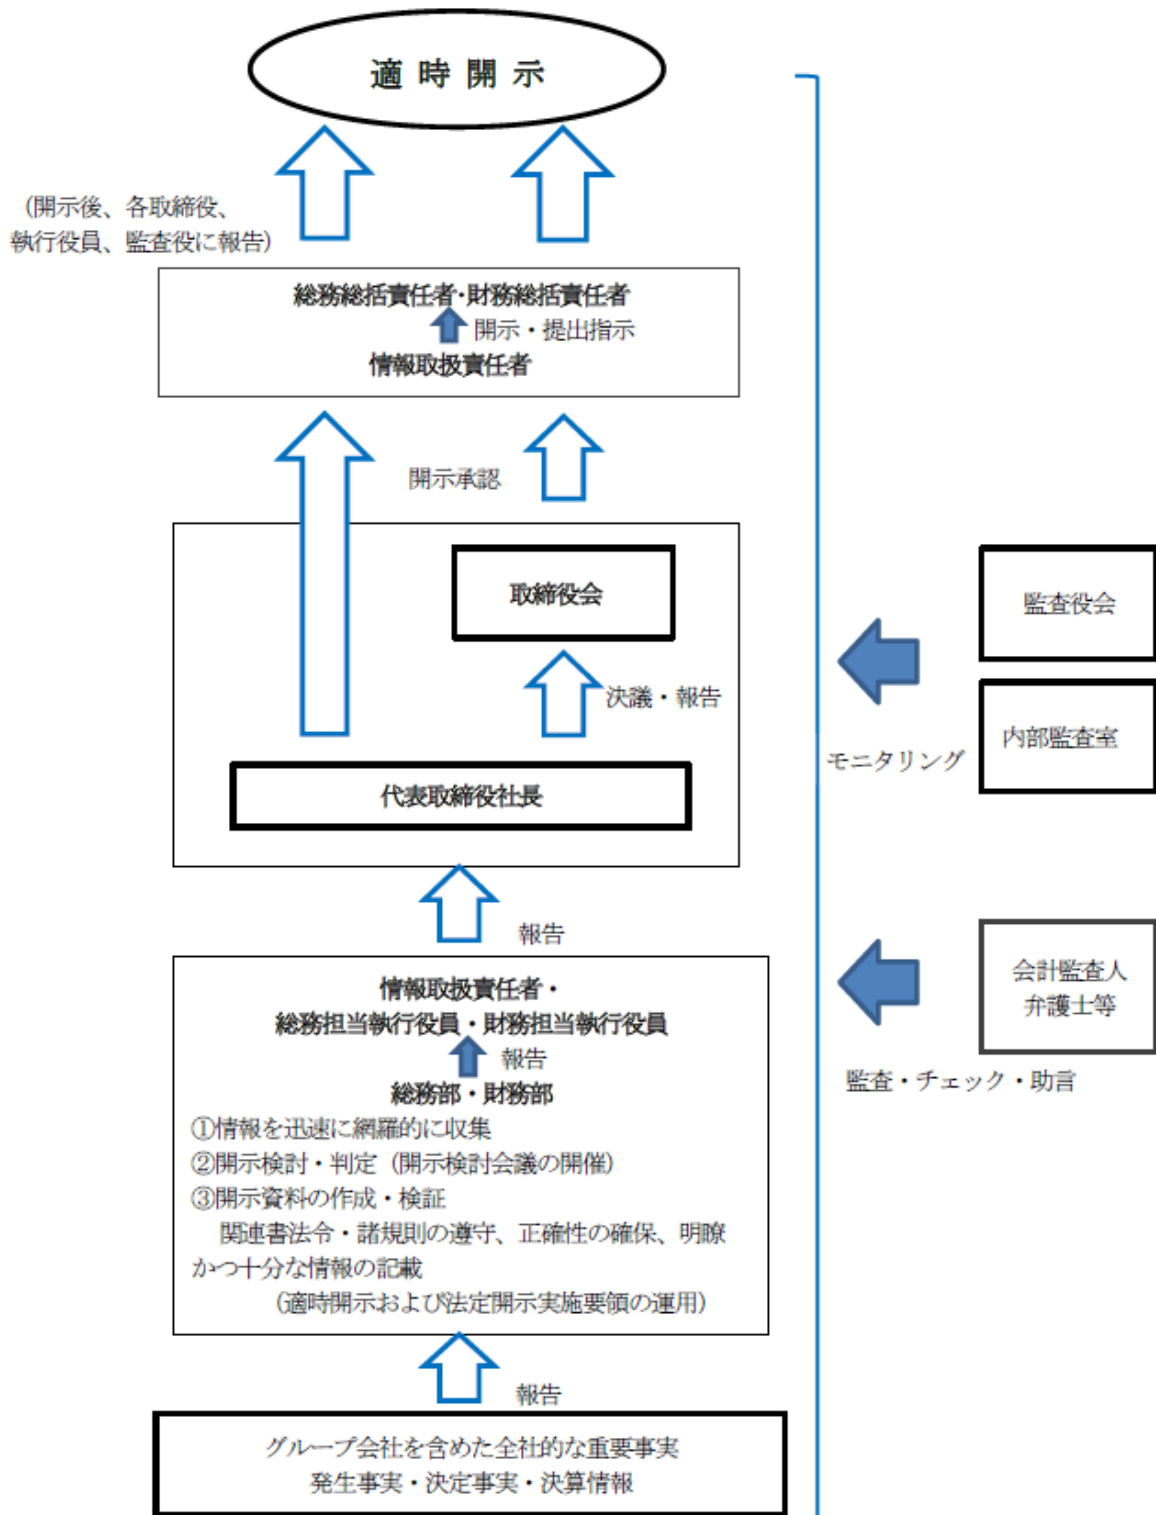 適時開示
(開示後、各取締役、
執行役員、監査役に報告)
総務総括責任者・財務総括責任者
開示・提出指示
情報取扱責任者
開示承認
取締役会
決議・報告
代表取締役社長
監査役会
内部監査室
モニタリング
報告
情報取扱責任者・
総務担当執行役員・財務担当執行役員
報告
総務部・財務部
①情報を迅速に網羅的に収集
②開示検討・判定(開示検討会議の開催)
③開示資料の作成・検証
関連書法令・諸規則の遵守、正確性の確保、明瞭
かつ十分な情報の記載
(適時開示および法定開示実施要領の運用)
会計監査人
弁護士等
監査・チェック・助言
報告
グループ会社を含めた全社的な重要事実
発生事実・決定事実・決算情報